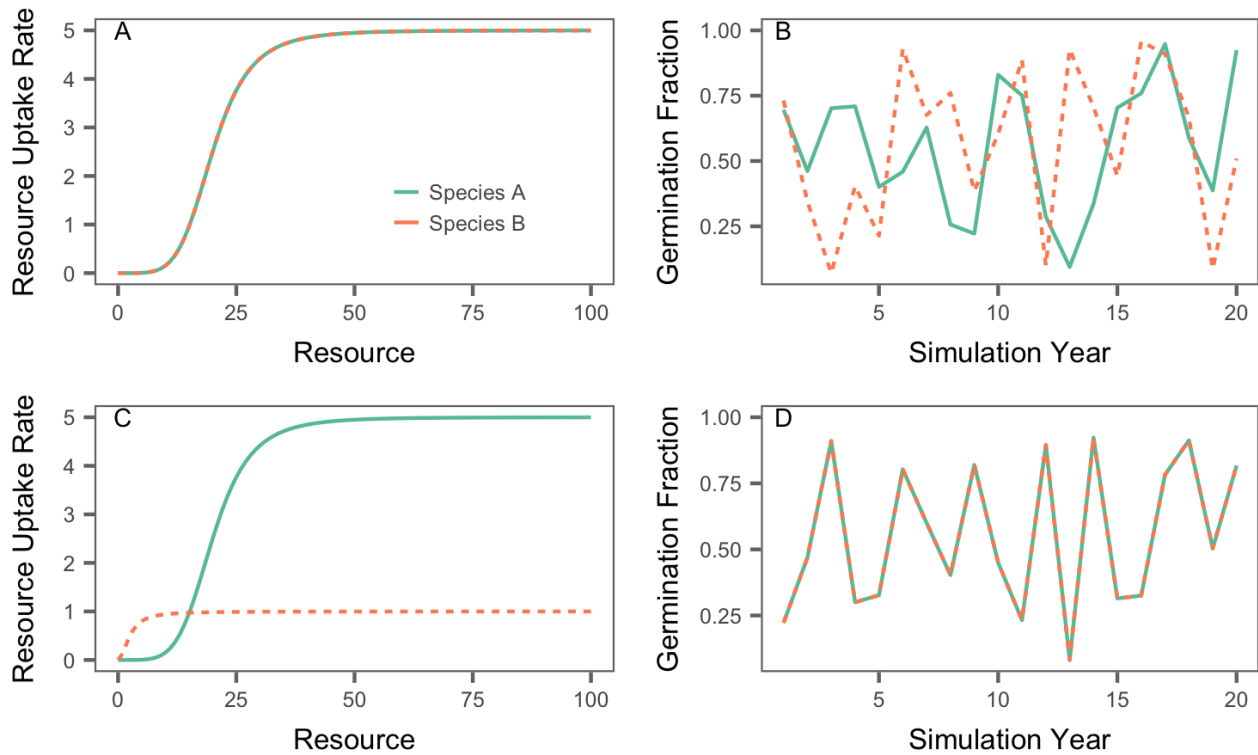 A
Resource Uptake Rate
5
4
3
2
1
0
Species A
Species B
0
25
50
75
100
Resource
B
Germination Fraction
1.00
0.75
0.50
0.25
5
10
15
20
Simulation Year
C
Resource Uptake Rate
5
4
3
2
1
0
0
25
50
75
100
Resource
D
Germination Fraction
1.00
0.75
0.50
0.25
5
10
15
20
Simulation Year